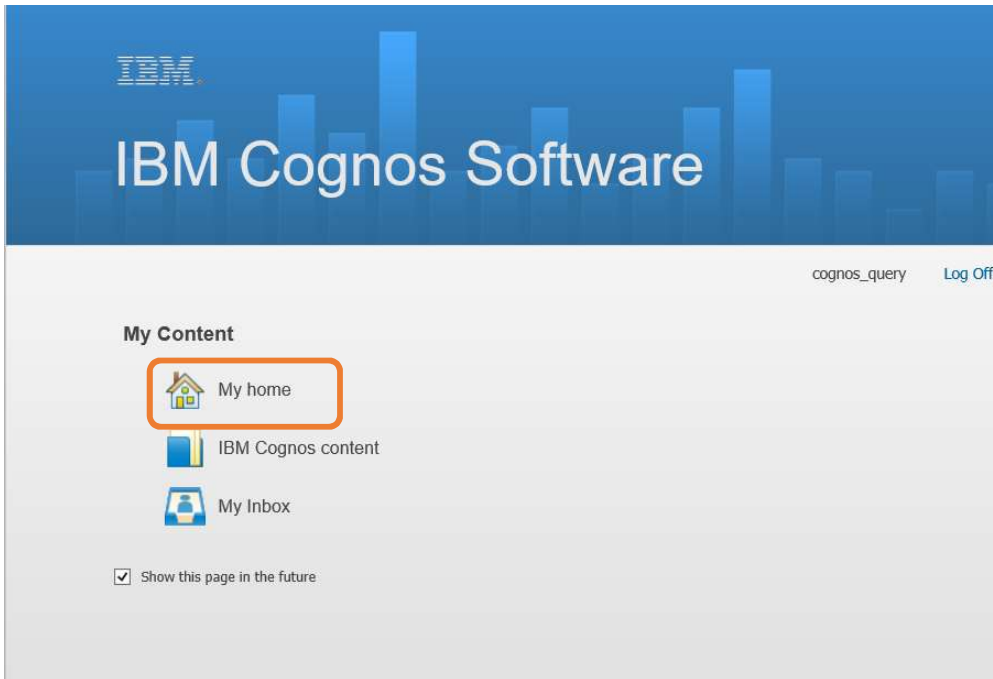 IBM.
IBM Cognos Software
cognos_query Log Off
My Content
My home
IBM Cognos content
My Inbox
Show this page in the future